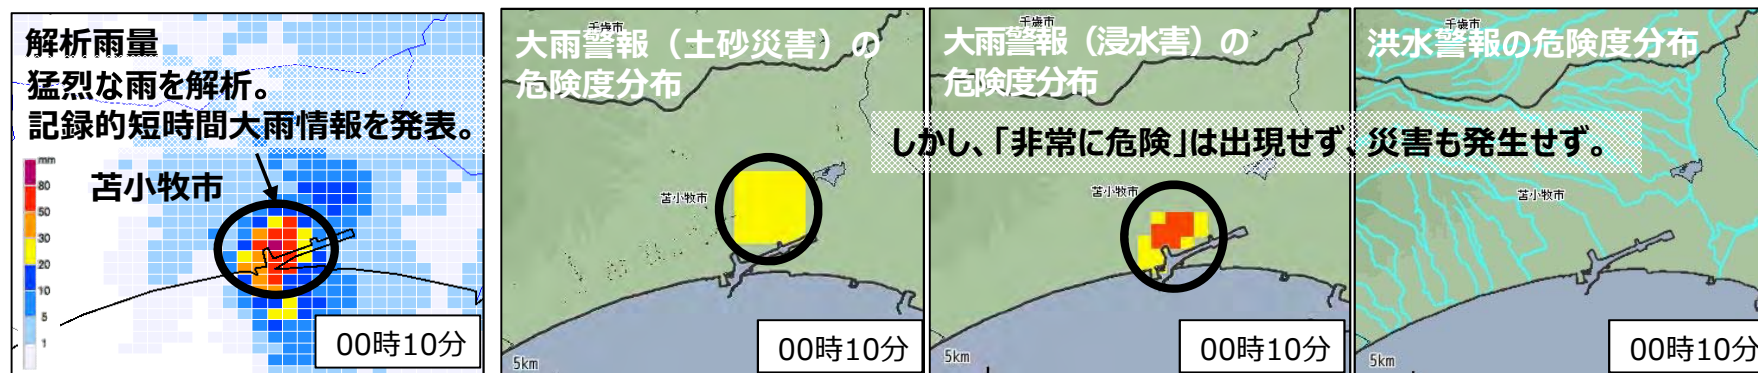 解析雨量
猛烈な雨を解析。
記録的短時間大雨情報を発表。
苫小牧市
mm
80
50
30
20
10
5
1
00時10分
千歳市
大雨警報（土砂災害）の
危険度分布
苫小牧市
5km
00時10分
千歳市
大雨警報（浸水害）の
危険度分布
しかし、「非常に危険」は出現せず、災害も発生せず。
苫小牧市
5km
00時10分
千歳市
洪水警報の危険度分布
苫小牧市
5km
00時10分